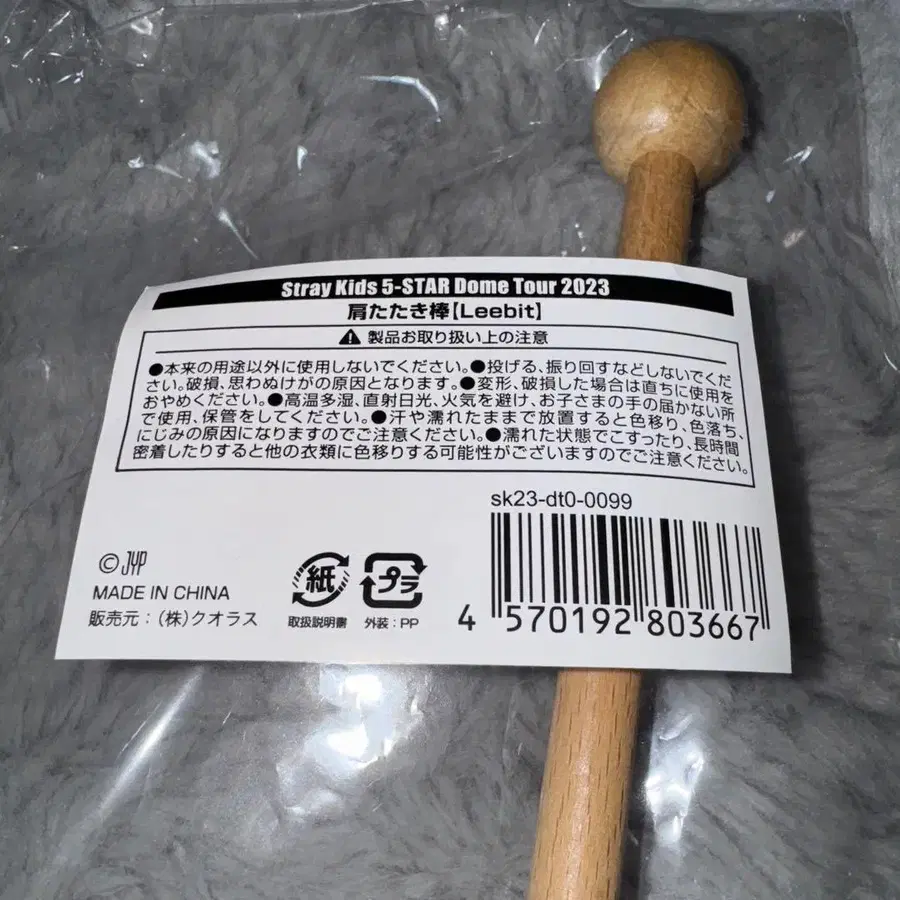 Stray Kids 5-STAR Dome Tour 2023
肩たたき棒【Leebit】
製品お取り扱い上の注意
●本来の用途以外に使用しないでください。●投げる、振り回すなどしないでくだ
さい。破損、思わぬけがの原因となります。●変形、破損した場合は直ちに使用を
おやめください。●高温多湿、直射日光、火気を避け、お子さまの手の届かない所
で使用、保管をしてください。●汗や濡れたままで放置すると色移り、色落ち、
にじみの原因になりますのでご注意ください。●濡れた状態でこすったり、長時間
密着したりすると他の衣類に色移りする可能性がございますのでご注意ください。
sk23-dt0-0099
4 570192 803667
© JYP
MADE IN CHINA
販売元：(株)クオラス
紙
取扱説明書
プラ
外装：PP